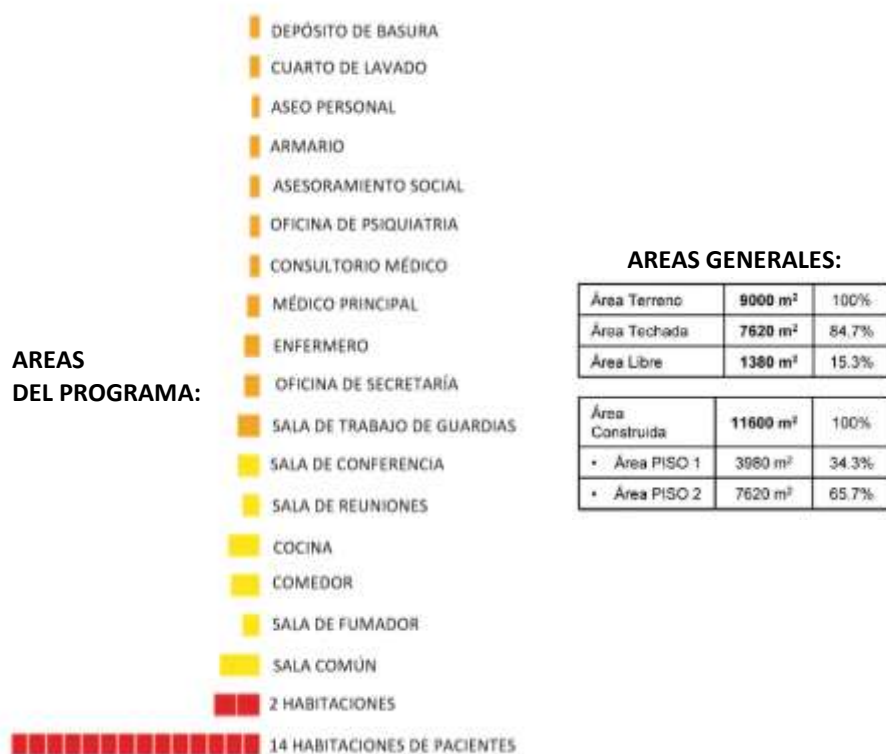 DEPÓSITO DE BASURA
CUARTO DE LAVADO
ASEO PERSONAL
ARMARIO
ASESORAMIENTO SOCIAL
OFICINA DE PSIQUIATRIA
CONSULTORIO MÉDICO
MÉDICO PRINCIPAL
ENFERMERO
OFICINA DE SECRETARÍA
SALA DE TRABAJO DE GUARDIAS
SALA DE CONFERENCIA
SALA DE REUNIONES
COCINA
COMEDOR
SALA DE FUMADOR
SALA COMÚN
2 HABITACIONES
14 HABITACIONES DE PACIENTES
AREAS
DEL PROGRAMA:
AREAS GENERALES:
Área Terreno 9000 m² 100%
Área Techada 7620 m² 84.7%
Área Libre 1380 m² 15.3%
Área
Construida 11600 m² 100%
• Área PISO 1 3980 m² 34.3%
• Área PISO 2 7620 m² 65.7%